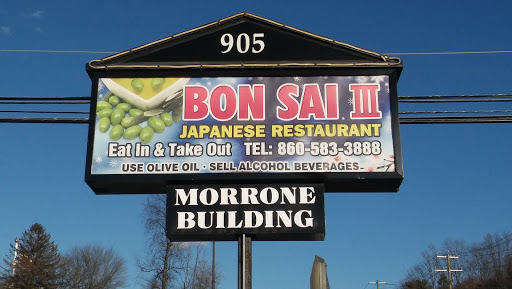 905
BON SAI III
JAPANESE RESTAURANT
Eat In & Take Out TEL: 860-583-3888
USE OLIVE OIL · SELL ALCOHOL BEVERAGES
MORRONE
BUILDING